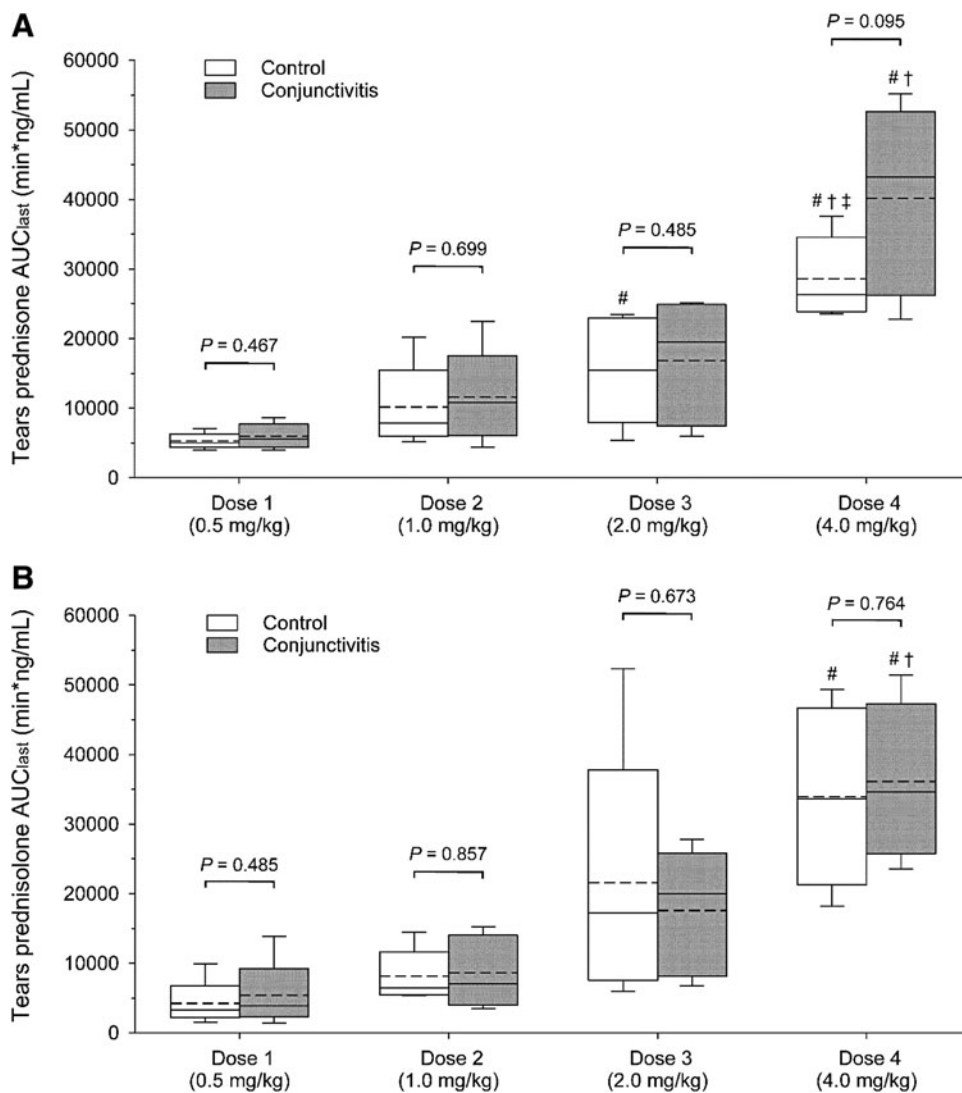 A
P = 0.095
60000
Control
Conjunctivitis
# †
50000
40000
# † ‡
P = 0.485
P = 0.699
30000
#
20000
P = 0.467
10000
0
Tears prednisone AUClast (min*ng/mL)
Dose 1
(0.5 mg/kg)
Dose 2
(1.0 mg/kg)
Dose 3
(2.0 mg/kg)
Dose 4
(4.0 mg/kg)
B
60000
P = 0.673
P = 0.764
Control
Conjunctivitis
#
# †
50000
40000
30000
P = 0.485
P = 0.857
20000
10000
0
Tears prednisolone AUClast (min*ng/mL)
Dose 1
(0.5 mg/kg)
Dose 2
(1.0 mg/kg)
Dose 3
(2.0 mg/kg)
Dose 4
(4.0 mg/kg)